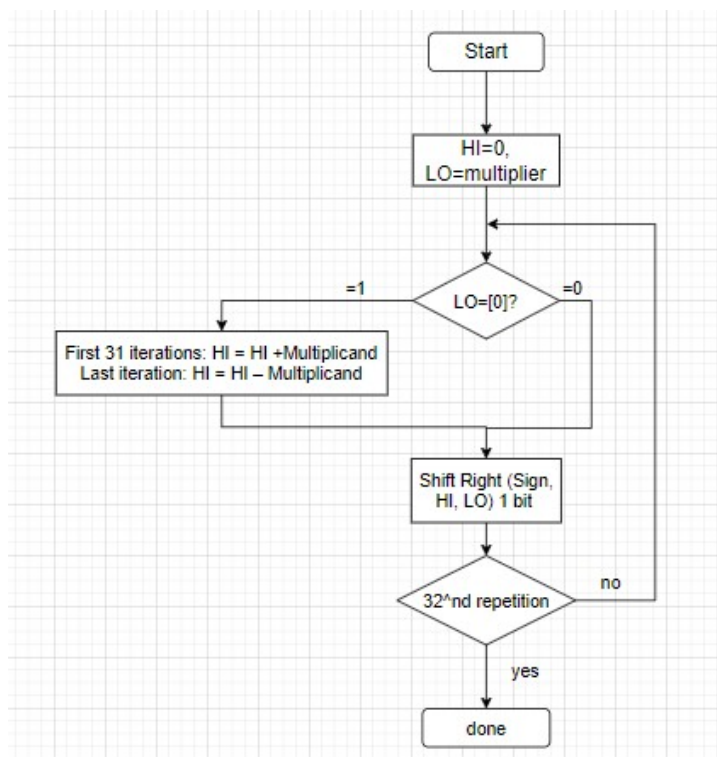 Start
HI=0,
LO=multiplier
=1
=0
LO=[0]?
First 31 iterations: HI = HI +Multiplicand
Last iteration: HI = HI – Multiplicand
Shift Right (Sign,
HI, LO) 1 bit
no
32^nd repetition
yes
done